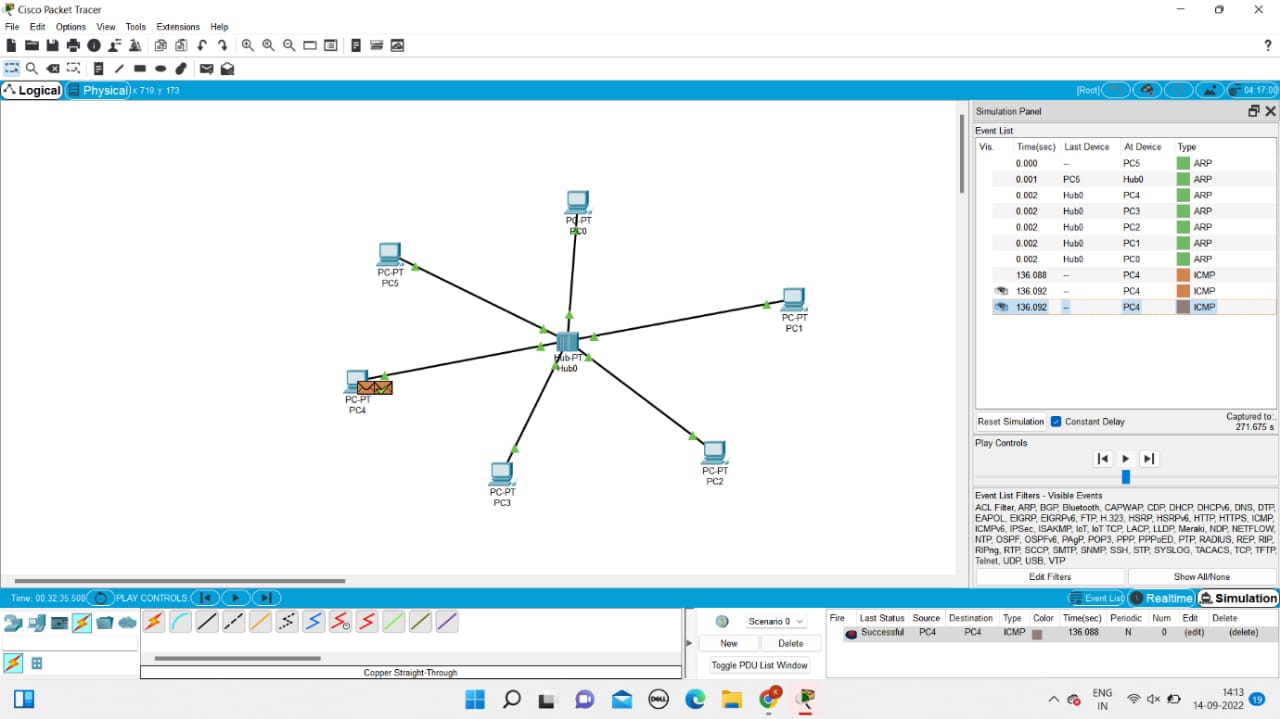 Cisco Packet Tracer
File Edit Options View Tools Extensions Help
?
Logical Physical x: 719, y: 173 [Root] 04:17:00
Simulation Panel
Event List
Vis. Time(sec) Last Device At Device Type
0.000 -- PC5 ARP
0.001 PC5 Hub0 ARP
0.002 Hub0 PC4 ARP
0.002 Hub0 PC3 ARP
0.002 Hub0 PC2 ARP
0.002 Hub0 PC1 ARP
0.002 Hub0 PC0 ARP
136.088 -- PC4 ICMP
136.092 -- PC4 ICMP
136.092 -- PC4 ICMP
Reset Simulation Constant Delay Captured to:
271.675 s
Play Controls
Event List Filters - Visible Events
ACL Filter, ARP, BGP, Bluetooth, CAPWAP, CDP, DHCP, DHCPv6, DNS, DTP,
EAPOL, EIGRP, EIGRPv6, FTP, H.323, HSRP, HSRPv6, HTTP, HTTPS, ICMP,
ICMPv6, IPSec, ISAKMP, IoT, IoT TCP, LACP, LLDP, Meraki, NDP, NETFLOW,
NTP, OSPF, OSPFv6, PAgP, POP3, PPP, PPPoED, PTP, RADIUS, REP, RIP,
RIPng, RTP, SCCP, SMTP, SNMP, SSH, STP, SYSLOG, TACACS, TCP, TFTP,
Telnet, UDP, USB, VTP
Edit Filters Show All/None
PC-PT
PC0
PC-PT
PC5
PC-PT
PC1
Hub-PT
Hub0
PC-PT
PC4
PC-PT
PC2
PC-PT
PC3
Time: 00:32:35.508 PLAY CONTROLS: Event List Realtime Simulation
Scenario 0
New Delete
Toggle PDU List Window
Fire Last Status Source Destination Type Color Time(sec) Periodic Num Edit Delete
Successful PC4 PC4 ICMP 136.088 N 0 (edit) (delete)
Copper Straight-Through
DELL
K
ENG
IN
14:13
14-09-2022
19